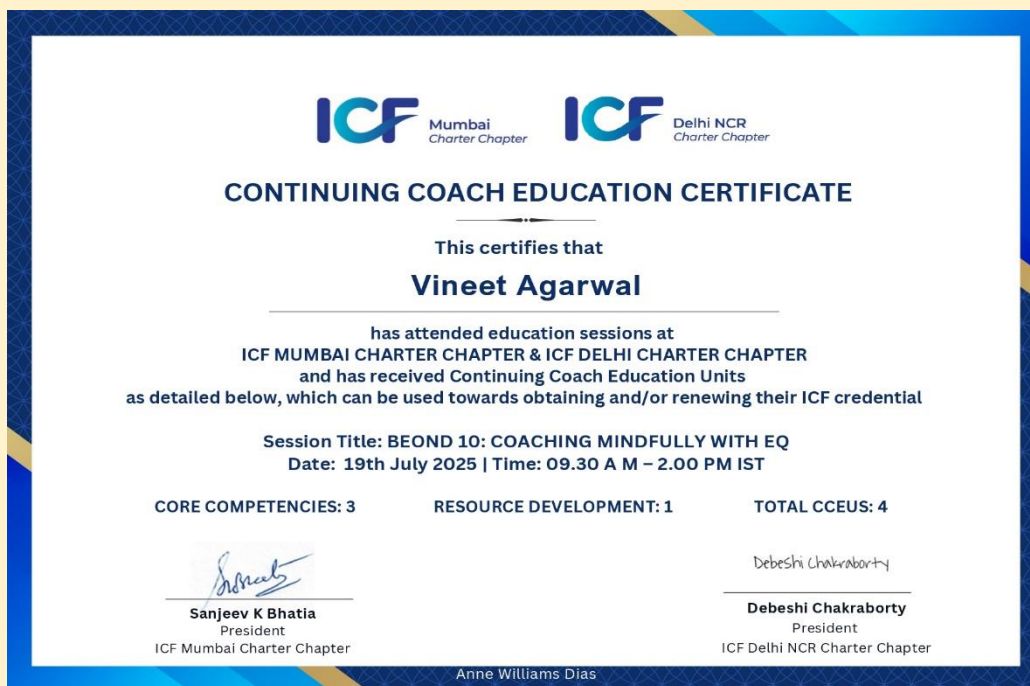 ICF Mumbai Charter Chapter
ICF Delhi NCR Charter Chapter
CONTINUING COACH EDUCATION CERTIFICATE
This certifies that
Vineet Agarwal
has attended education sessions at
ICF MUMBAI CHARTER CHAPTER & ICF DELHI CHARTER CHAPTER
and has received Continuing Coach Education Units
as detailed below, which can be used towards obtaining and/or renewing their ICF credential
Session Title: BEOND 10: COACHING MINDFULLY WITH EQ
Date: 19th July 2025 | Time: 09.30 A M – 2.00 PM IST
CORE COMPETENCIES: 3 RESOURCE DEVELOPMENT: 1 TOTAL CCEUS: 4
Debeshi Chakraborty
Sanjeev K Bhatia
President
ICF Mumbai Charter Chapter
Debeshi Chakraborty
President
ICF Delhi NCR Charter Chapter
Anne Williams Dias